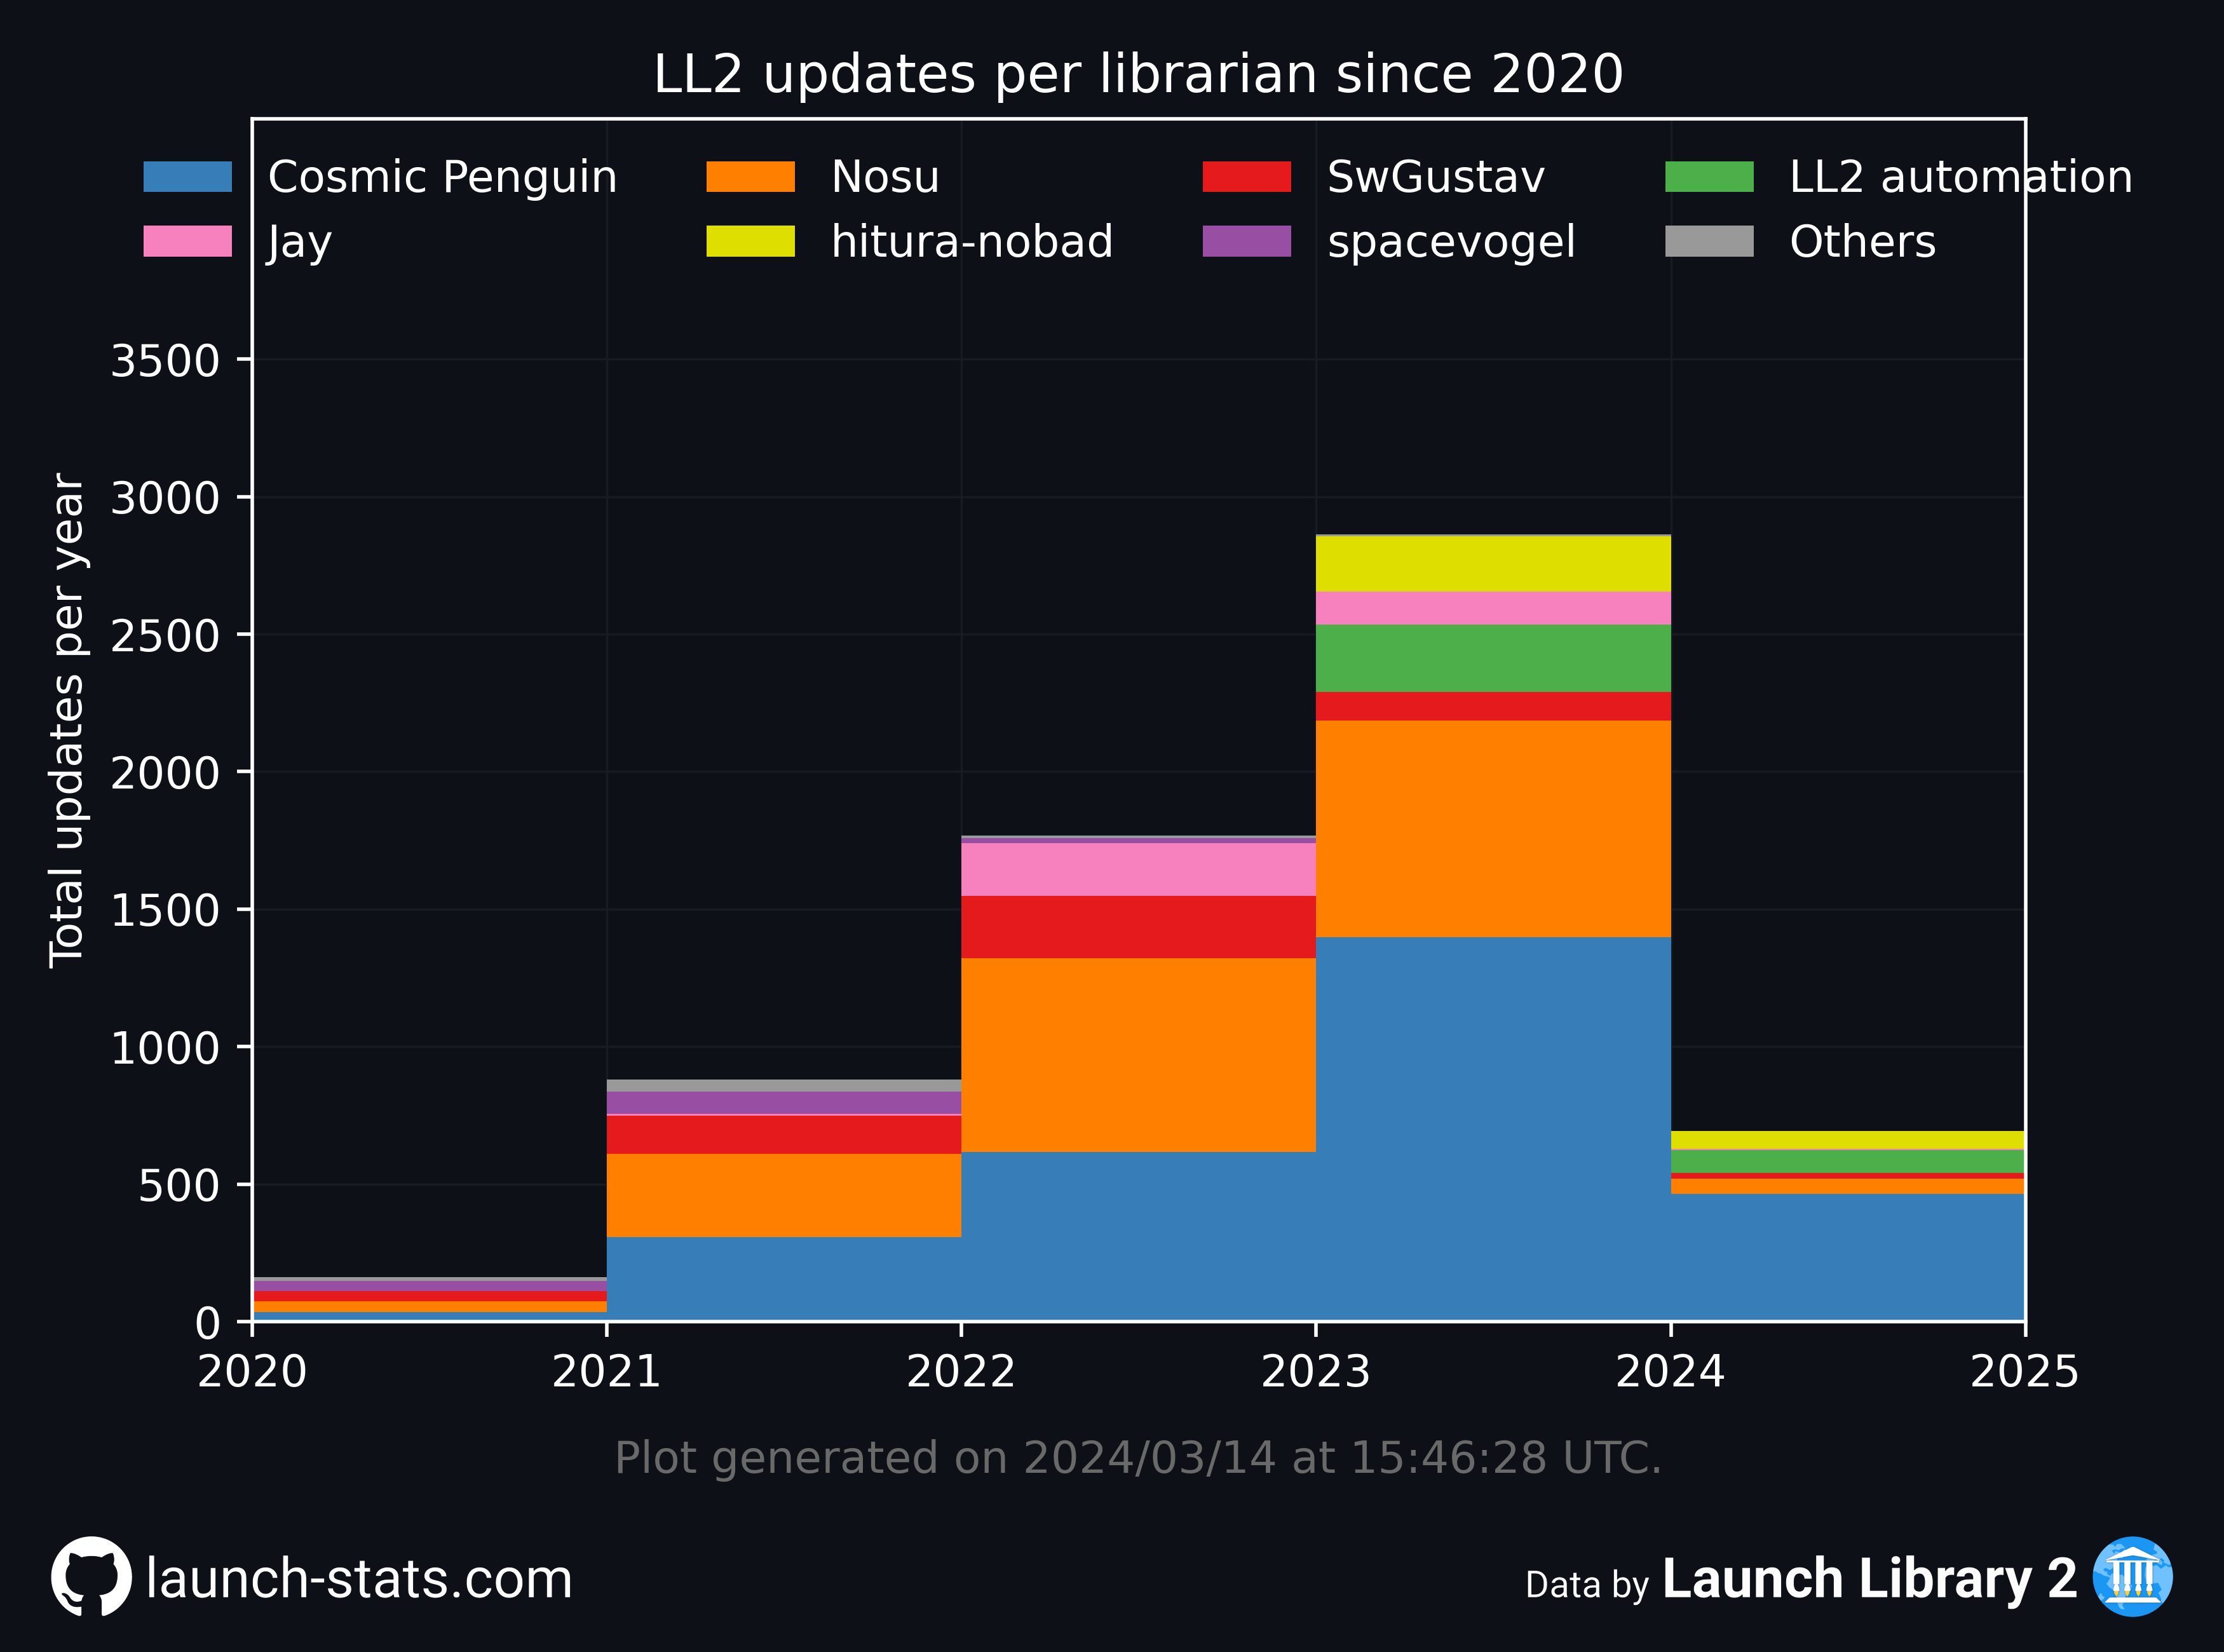 LL2 updates per librarian since 2020
Cosmic Penguin Nosu SwGustav LL2 automation
Jay hitura-nobad spacevogel Others
Total updates per year
3500
3000
2500
2000
1500
1000
500
0
2020 2021 2022 2023 2024 2025
Plot generated on 2024/03/14 at 15:46:28 UTC.
launch-stats.com
Data by Launch Library 2